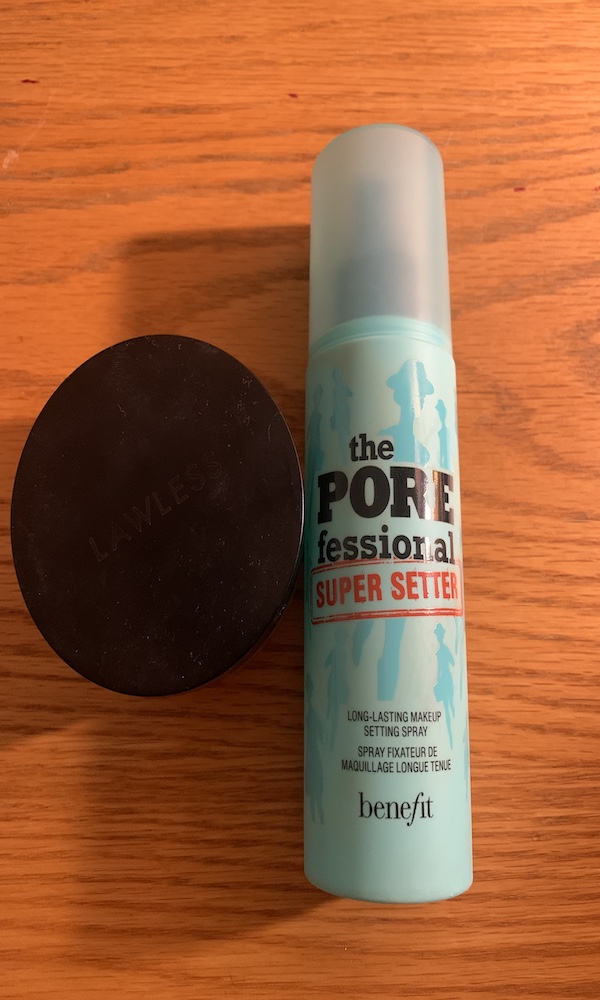 LAWLESS
the
PORE
fessional
SUPER SETTER
LONG-LASTING MAKEUP
SETTING SPRAY
SPRAY FIXATEUR DE
MAQUILLAGE LONGUE TENUE
benefit